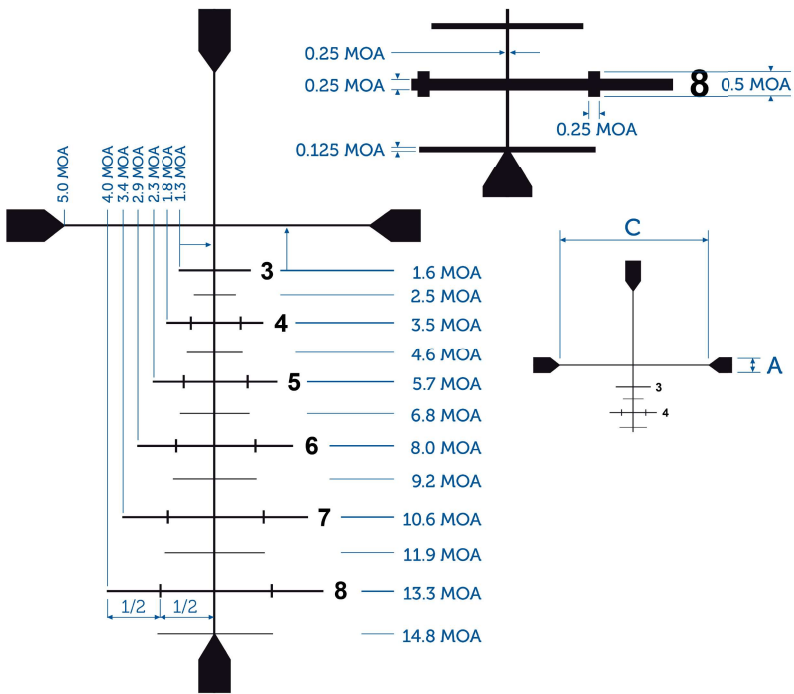 0.25 MOA
0.25 MOA
8
0.5 MOA
0.25 MOA
0.125 MOA
5.0 MOA
4.0 MOA
3.4 MOA
2.9 MOA
2.3 MOA
1.8 MOA
1.3 MOA
C
3
1.6 MOA
2.5 MOA
4
3.5 MOA
4.6 MOA
5
5.7 MOA
6.8 MOA
6
8.0 MOA
9.2 MOA
7
10.6 MOA
11.9 MOA
8
13.3 MOA
1/2
1/2
14.8 MOA
A
3
4